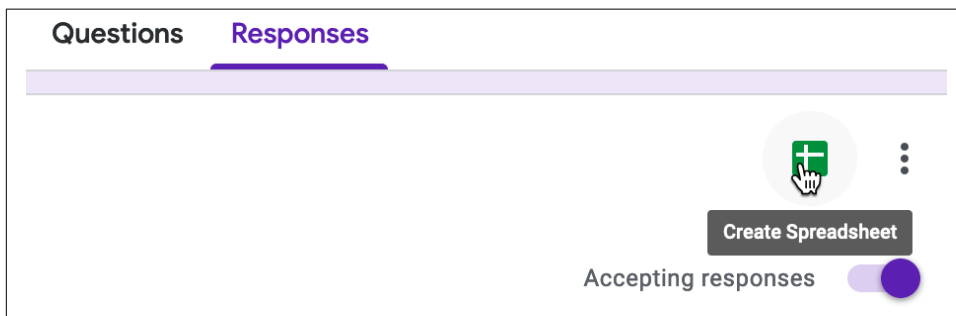 Questions Responses
Create Spreadsheet
Accepting responses